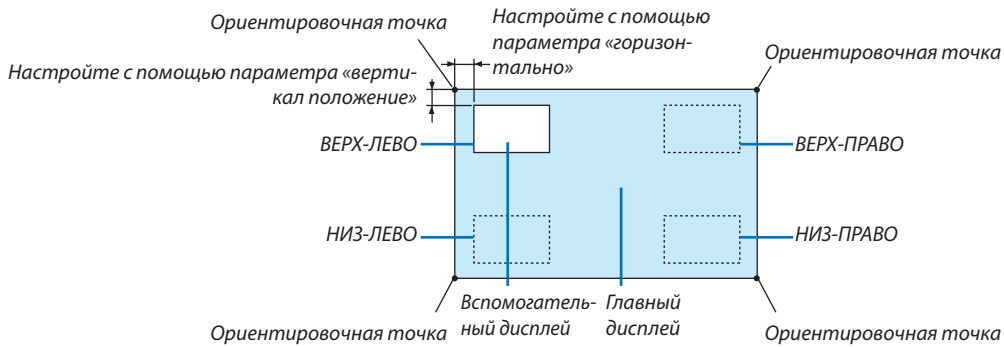 Ориентировочная точка
Настройте с помощью
параметра «горизон-
тально»
Ориентировочная точка
Настройте с помощью параметра «верти-
кал положение»
ВЕРХ-ЛЕВО
ВЕРХ-ПРАВО
НИЗ-ЛЕВО
НИЗ-ПРАВО
Вспомогатель-
ный дисплей
Главный
дисплей
Ориентировочная точка
Ориентировочная точка